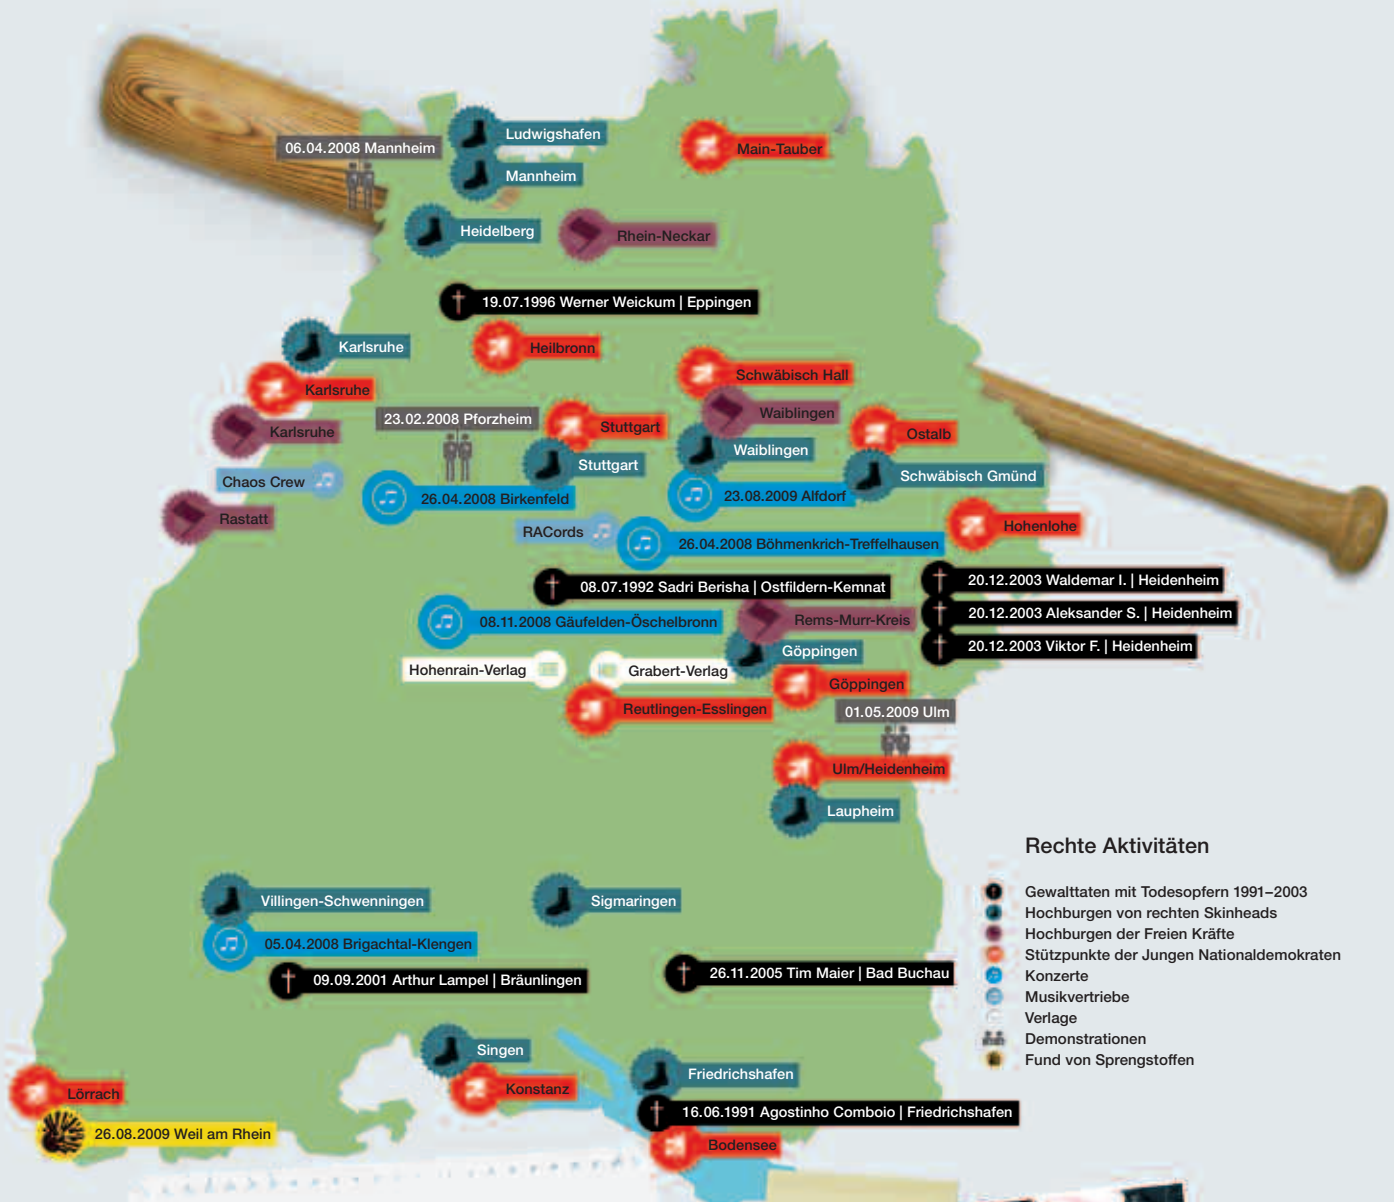 Ludwigshafen
06.04.2008 Mannheim
Main-Tauber
Mannheim
Heidelberg
Rhein-Neckar
19.07.1996 Werner Weickum | Eppingen
Karlsruhe
Heilbronn
Schwäbisch Hall
Karlsruhe
Waiblingen
23.02.2008 Pforzheim
Stuttgart
Karlsruhe
Ostalb
Waiblingen
Stuttgart
Schwäbisch Gmünd
Chaos Crew
26.04.2008 Birkenfeld
23.08.2009 Alfdorf
Rastatt
Hohenlohe
RACords
26.04.2008 Böhmenkrich-Treffelhausen
20.12.2003 Waldemar I. | Heidenheim
08.07.1992 Sadri Berisha | Ostfildern-Kemnat
20.12.2003 Aleksander S. | Heidenheim
08.11.2008 Gäufelden-Öschelbronn
Rems-Murr-Kreis
20.12.2003 Viktor F. | Heidenheim
Göppingen
Hohenrain-Verlag
Grabert-Verlag
Göppingen
Reutlingen-Esslingen
01.05.2009 Ulm
Ulm/Heidenheim
Laupheim
Rechte Aktivitäten
Gewalttaten mit Todesopfern 1991–2003
Hochburgen von rechten Skinheads
Hochburgen der Freien Kräfte
Stützpunkte der Jungen Nationaldemokraten
Konzerte
Musikvertriebe
Verlage
Demonstrationen
Fund von Sprengstoffen
Villingen-Schwenningen
Sigmaringen
05.04.2008 Brigachtal-Klengen
26.11.2005 Tim Maier | Bad Buchau
09.09.2001 Arthur Lampel | Bräunlingen
Singen
Friedrichshafen
Konstanz
Lörrach
16.06.1991 Agostinho Comboio | Friedrichshafen
26.08.2009 Weil am Rhein
Bodensee